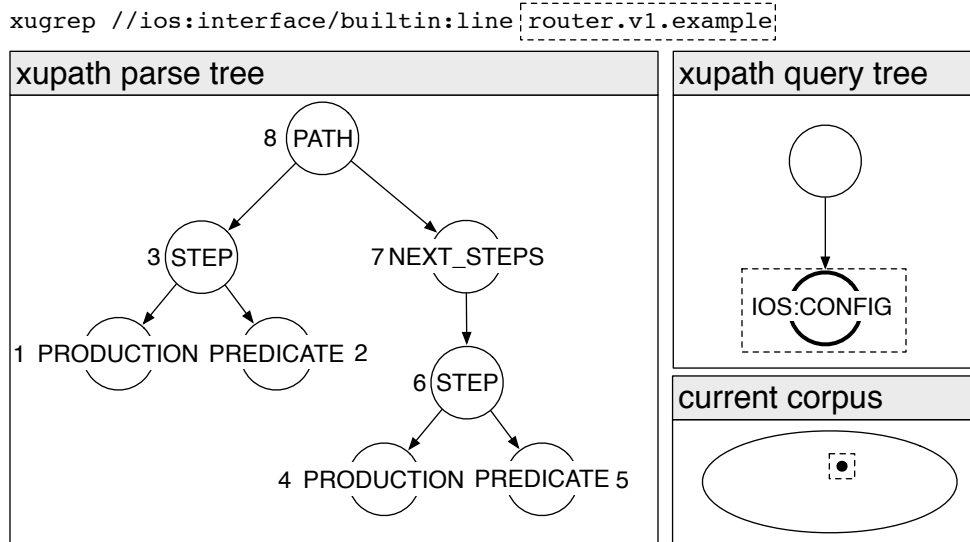 xugrep //ios:interface/builtin:line router.v1.example
xupath parse tree
xupath query tree
8 PATH
3 STEP
7 NEXT_STEPS
IOS:CONFIG
1 PRODUCTION PREDICATE 2
6 STEP
current corpus
4 PRODUCTION PREDICATE 5